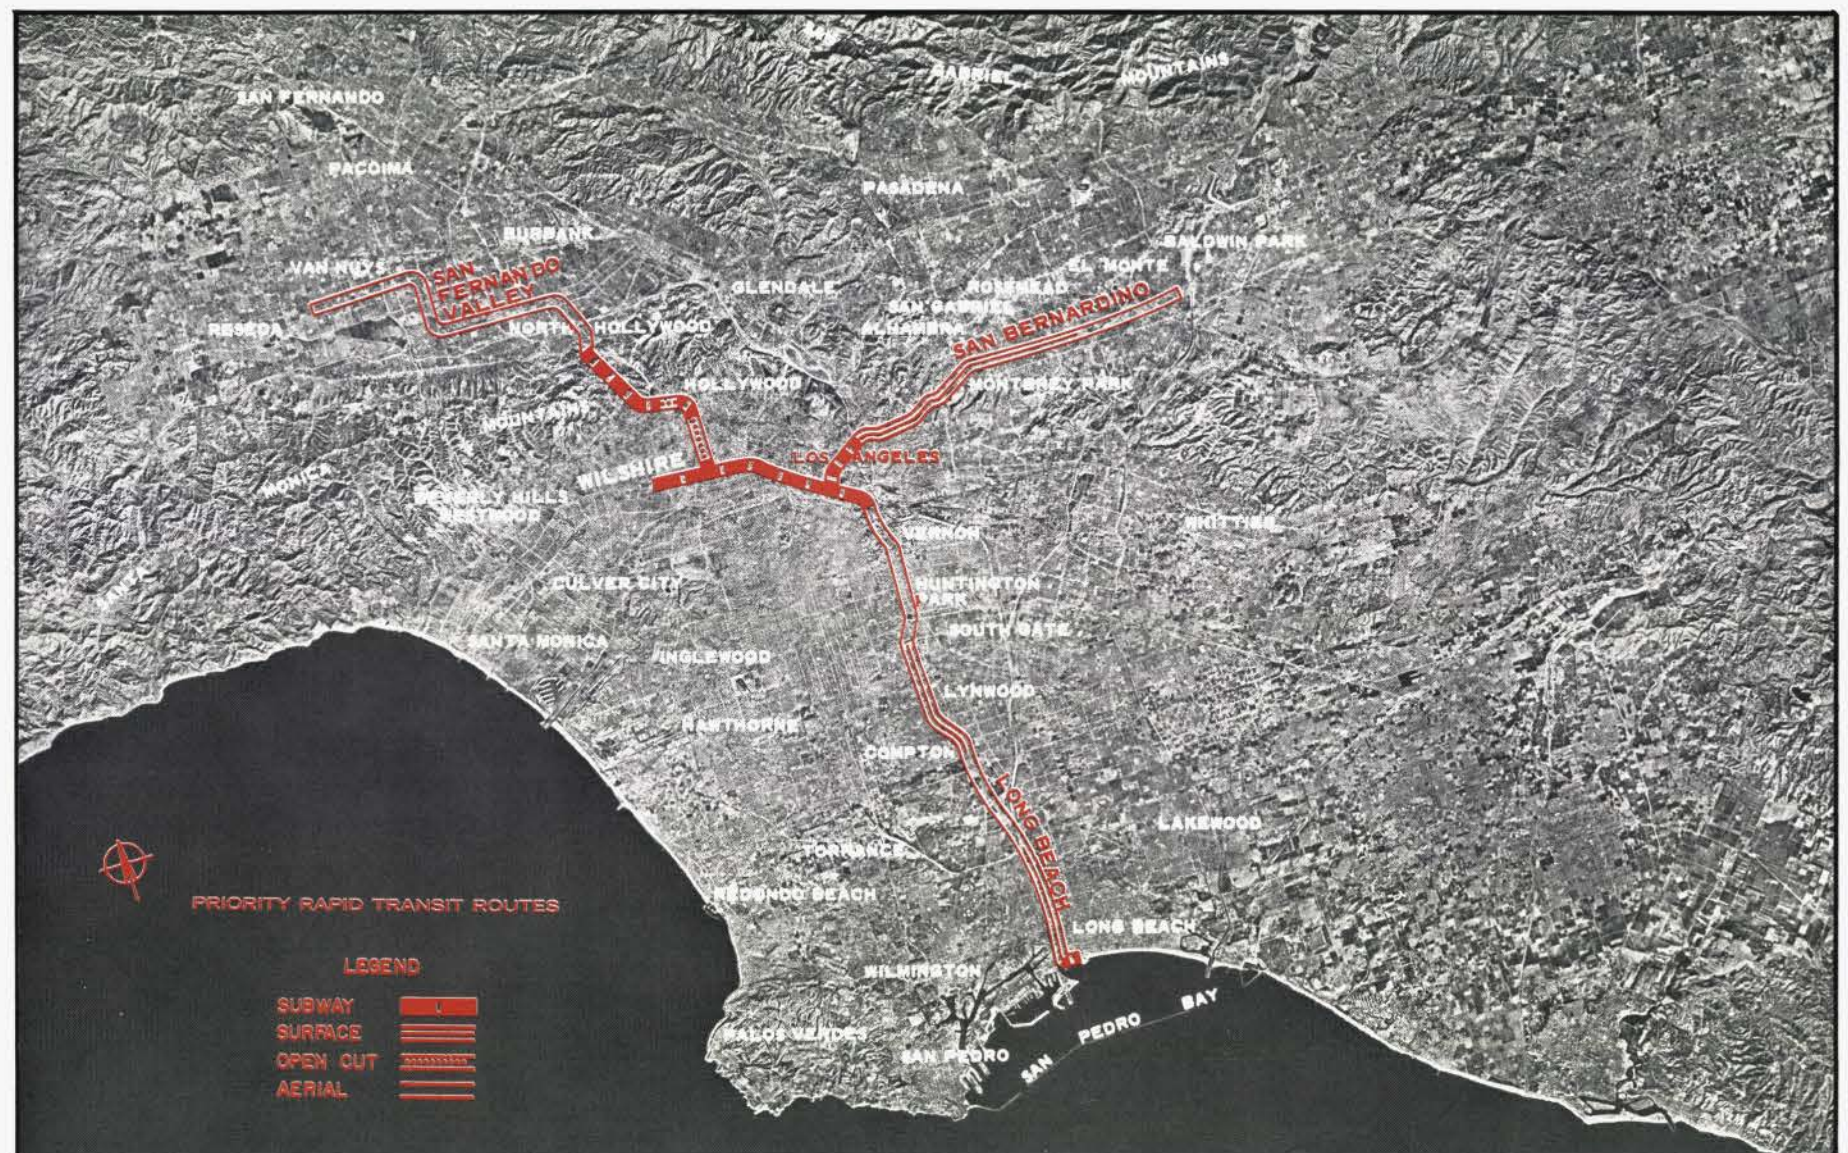 SAN
GABRIEL
MOUNTAINS
SAN FERNANDO
PACOIMA
PASADENA
BURBANK
BALDWIN PARK
VAN NUYS
SAN
FERNANDO
VALLEY
EL MONTE
GLENDALE
ROSEMEAD
SAN GABRIEL
SAN BERNARDINO
RESEDA
NORTH HOLLYWOOD
ALHAMBRA
HOLLYWOOD
MONTEREY PARK
MOUNTAINS
MONICA
SANTA
WILSHIRE
LOS ANGELES
BEVERLY HILLS
WESTWOOD
WHITTIER
VERNON
CULVER CITY
HUNTINGTON
PARK
SANTA MONICA
SOUTH GATE
INGLEWOOD
LYNWOOD
HAWTHORNE
COMPTON
LONG BEACH
LAKEWOOD
TORRANCE
REDONDO BEACH
LONG BEACH
WILMINGTON
PALOS VERDES
SAN PEDRO
SAN PEDRO BAY
PRIORITY RAPID TRANSIT ROUTES
LEGEND
SUBWAY
SURFACE
OPEN CUT
AERIAL